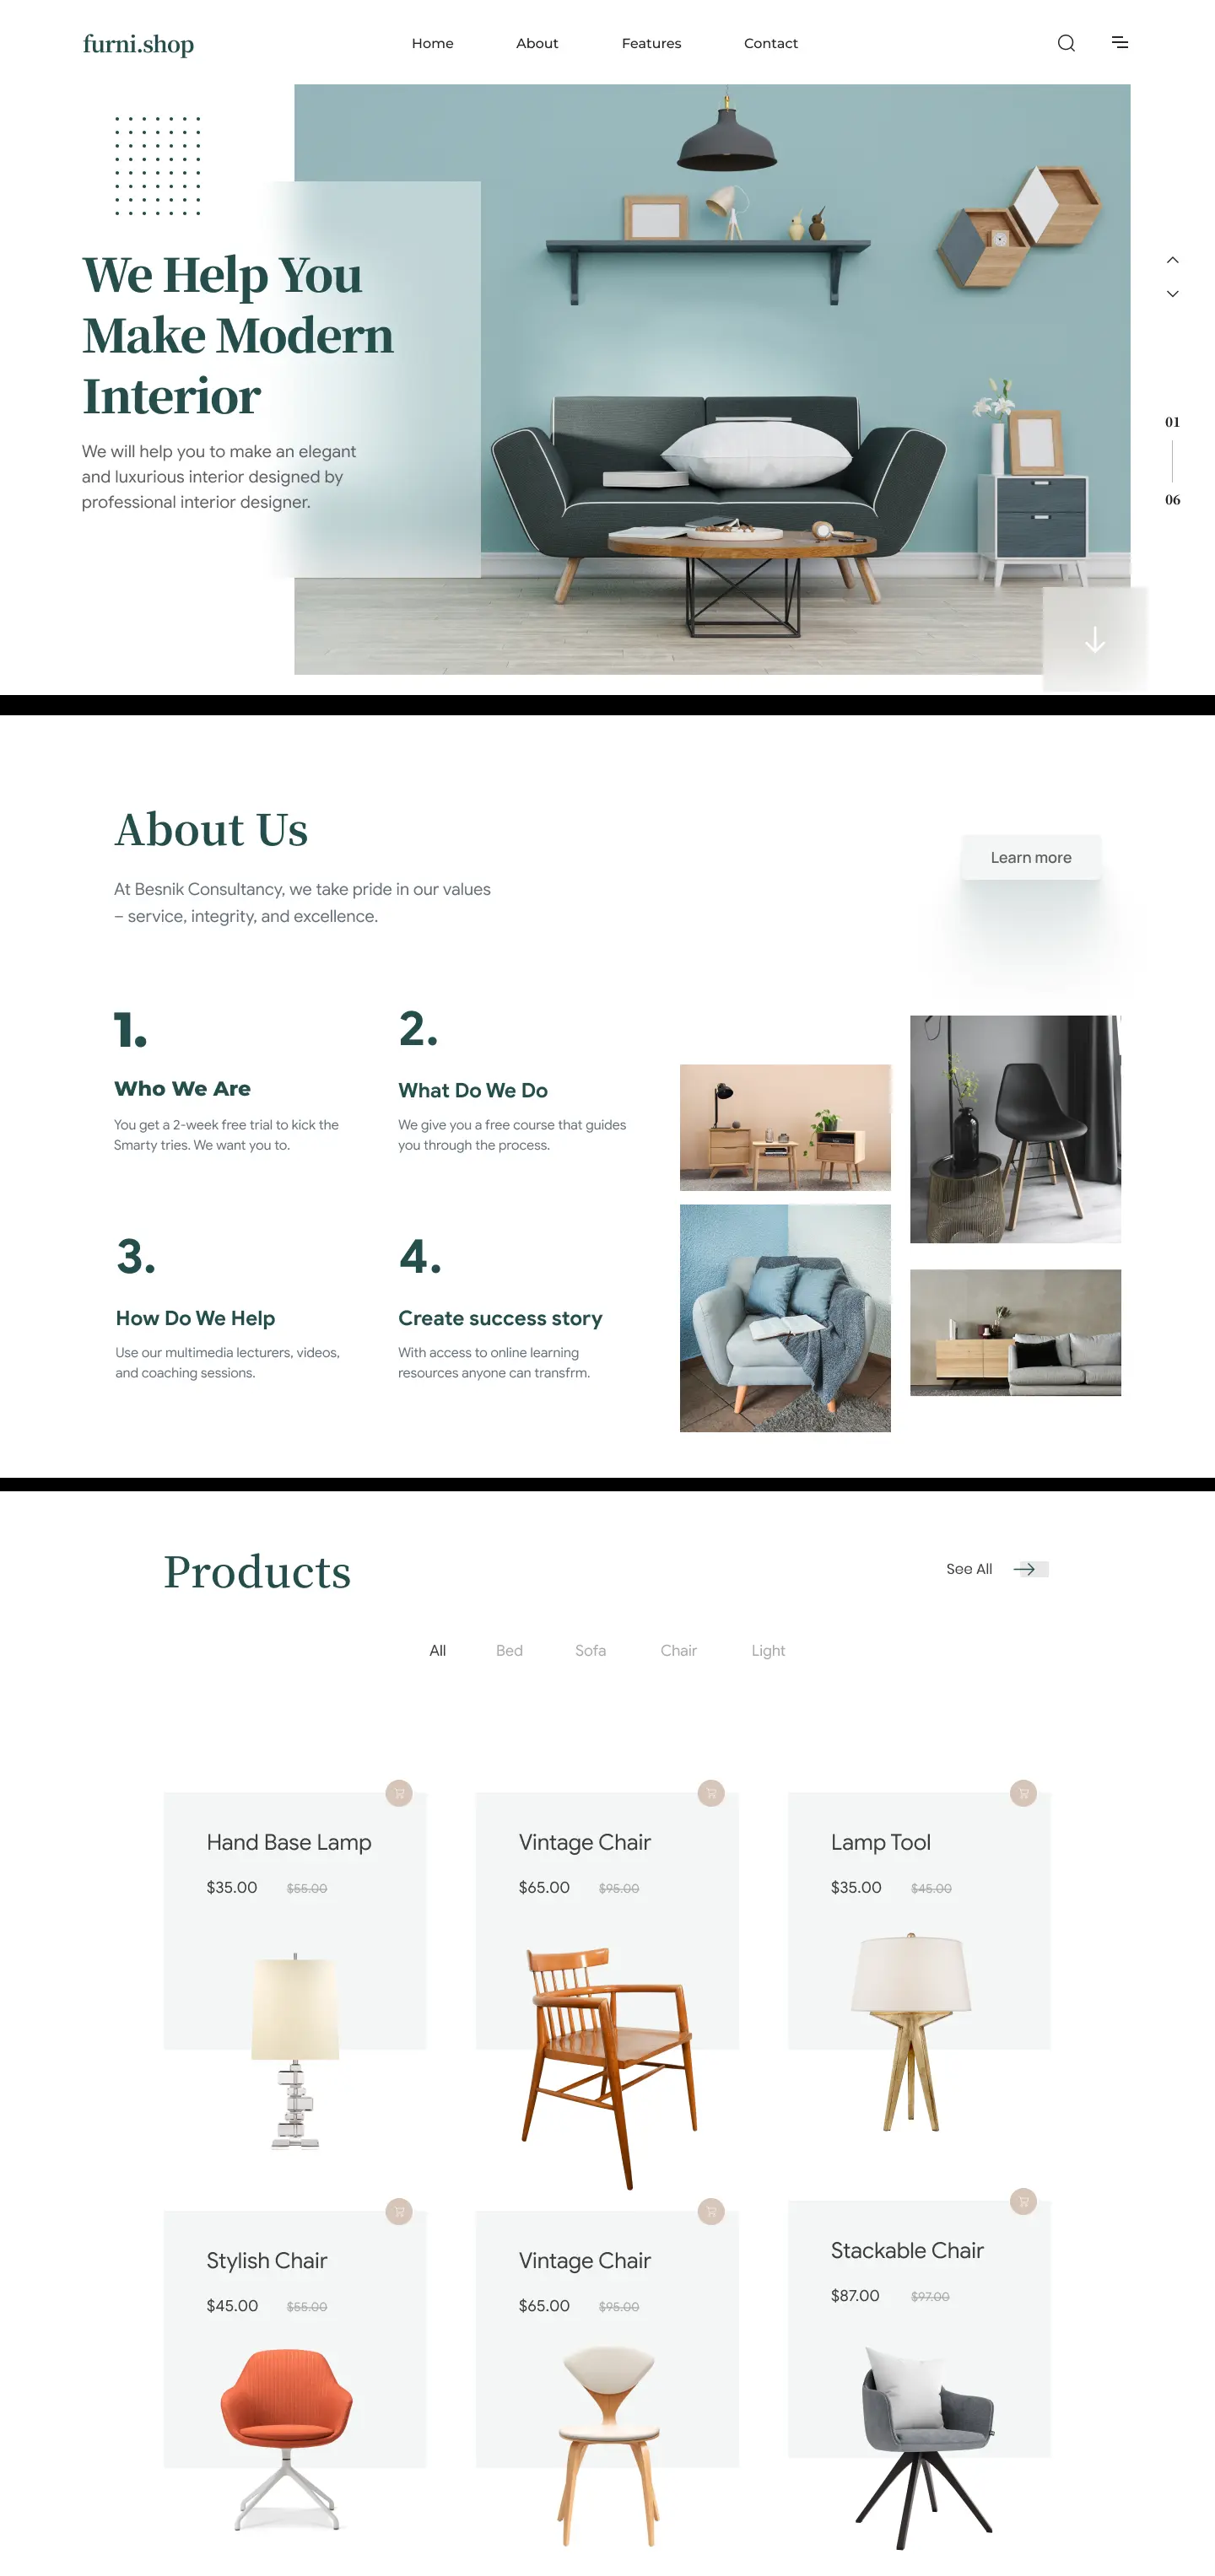 furni.shop
Home
About
Features
Contact
We Help You
Make Modern
Interior
We will help you to make an elegant
and luxurious interior designed by
professional interior designer.
01
06
About Us
At Besnik Consultancy, we take pride in our values
– service, integrity, and excellence.
Learn more
1.
Who We Are
You get a 2-week free trial to kick the
Smarty tries. We want you to.
2.
What Do We Do
We give you a free course that guides
you through the process.
3.
How Do We Help
Use our multimedia lecturers, videos,
and coaching sessions.
4.
Create success story
With access to online learning
resources anyone can transfrm.
Products
See All
All
Bed
Sofa
Chair
Light
Hand Base Lamp
$35.00 $55.00
Vintage Chair
$65.00 $95.00
Lamp Tool
$35.00 $45.00
Stylish Chair
$45.00 $55.00
Vintage Chair
$65.00 $95.00
Stackable Chair
$87.00 $97.00